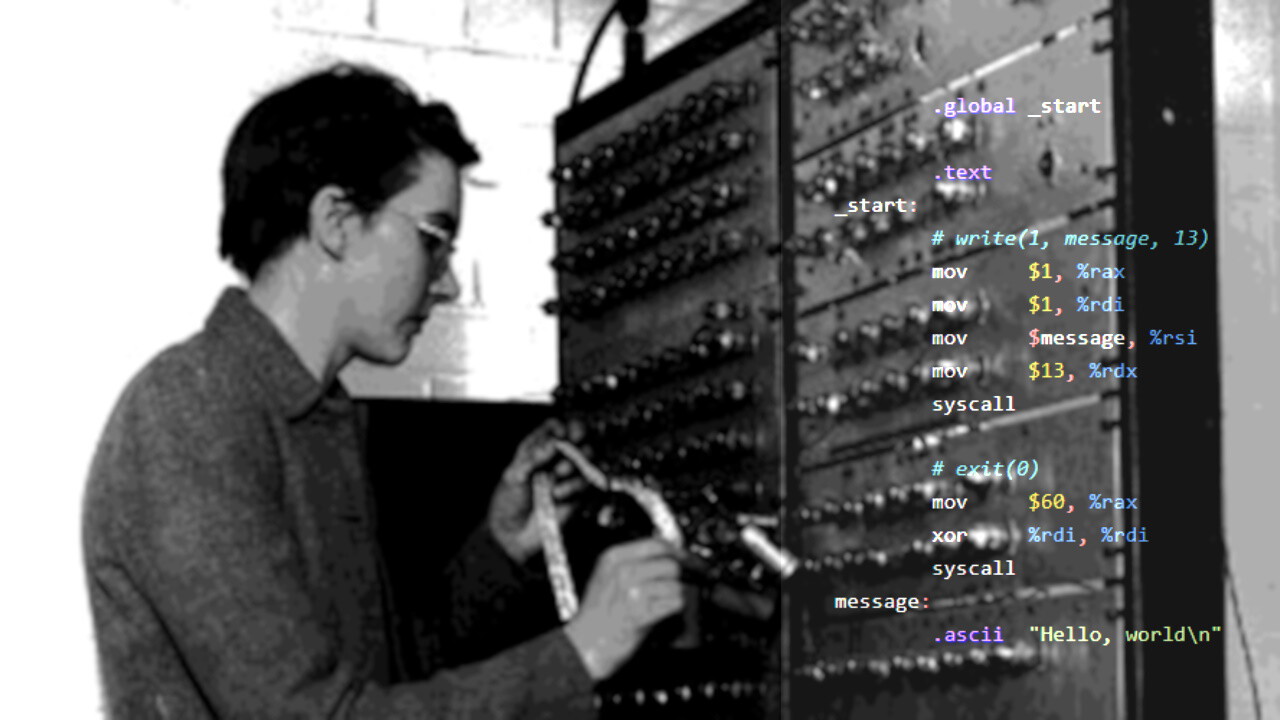 .global _start
.text
_start:
# write(1, message, 13)
mov $1, %rax
mov $1, %rdi
mov $message, %rsi
mov $13, %rdx
syscall
# exit(0)
mov $60, %rax
xor %rdi, %rdi
syscall
message:
.ascii "Hello, world\n"